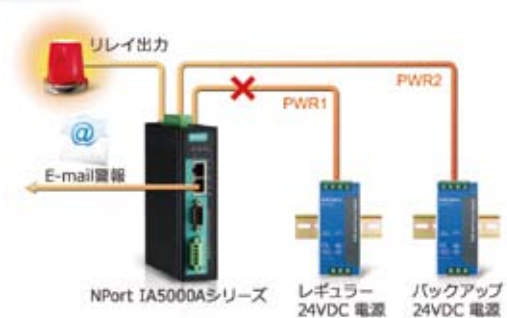 リレイ出力
PWR2
PWR1
@
E-mail警報
NPort IA5000Aシリーズ
レギュラー
24VDC 電源
バックアップ
24VDC 電源